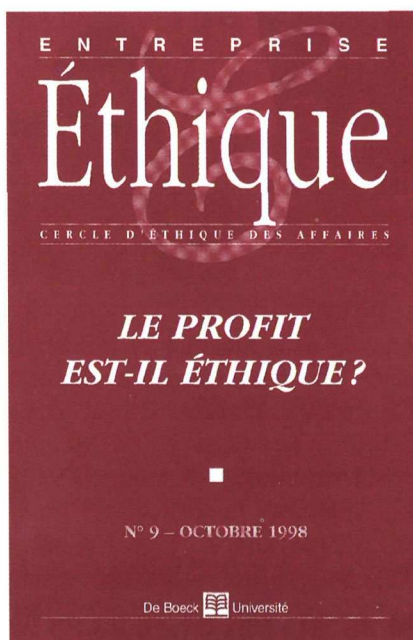 ENTREPRISE
Éthique
CERCLE D'ÉTHIQUE DES AFFAIRES
LE PROFIT
EST-IL ÉTHIQUE ?
N° 9 – OCTOBRE 1998
De Boeck Université